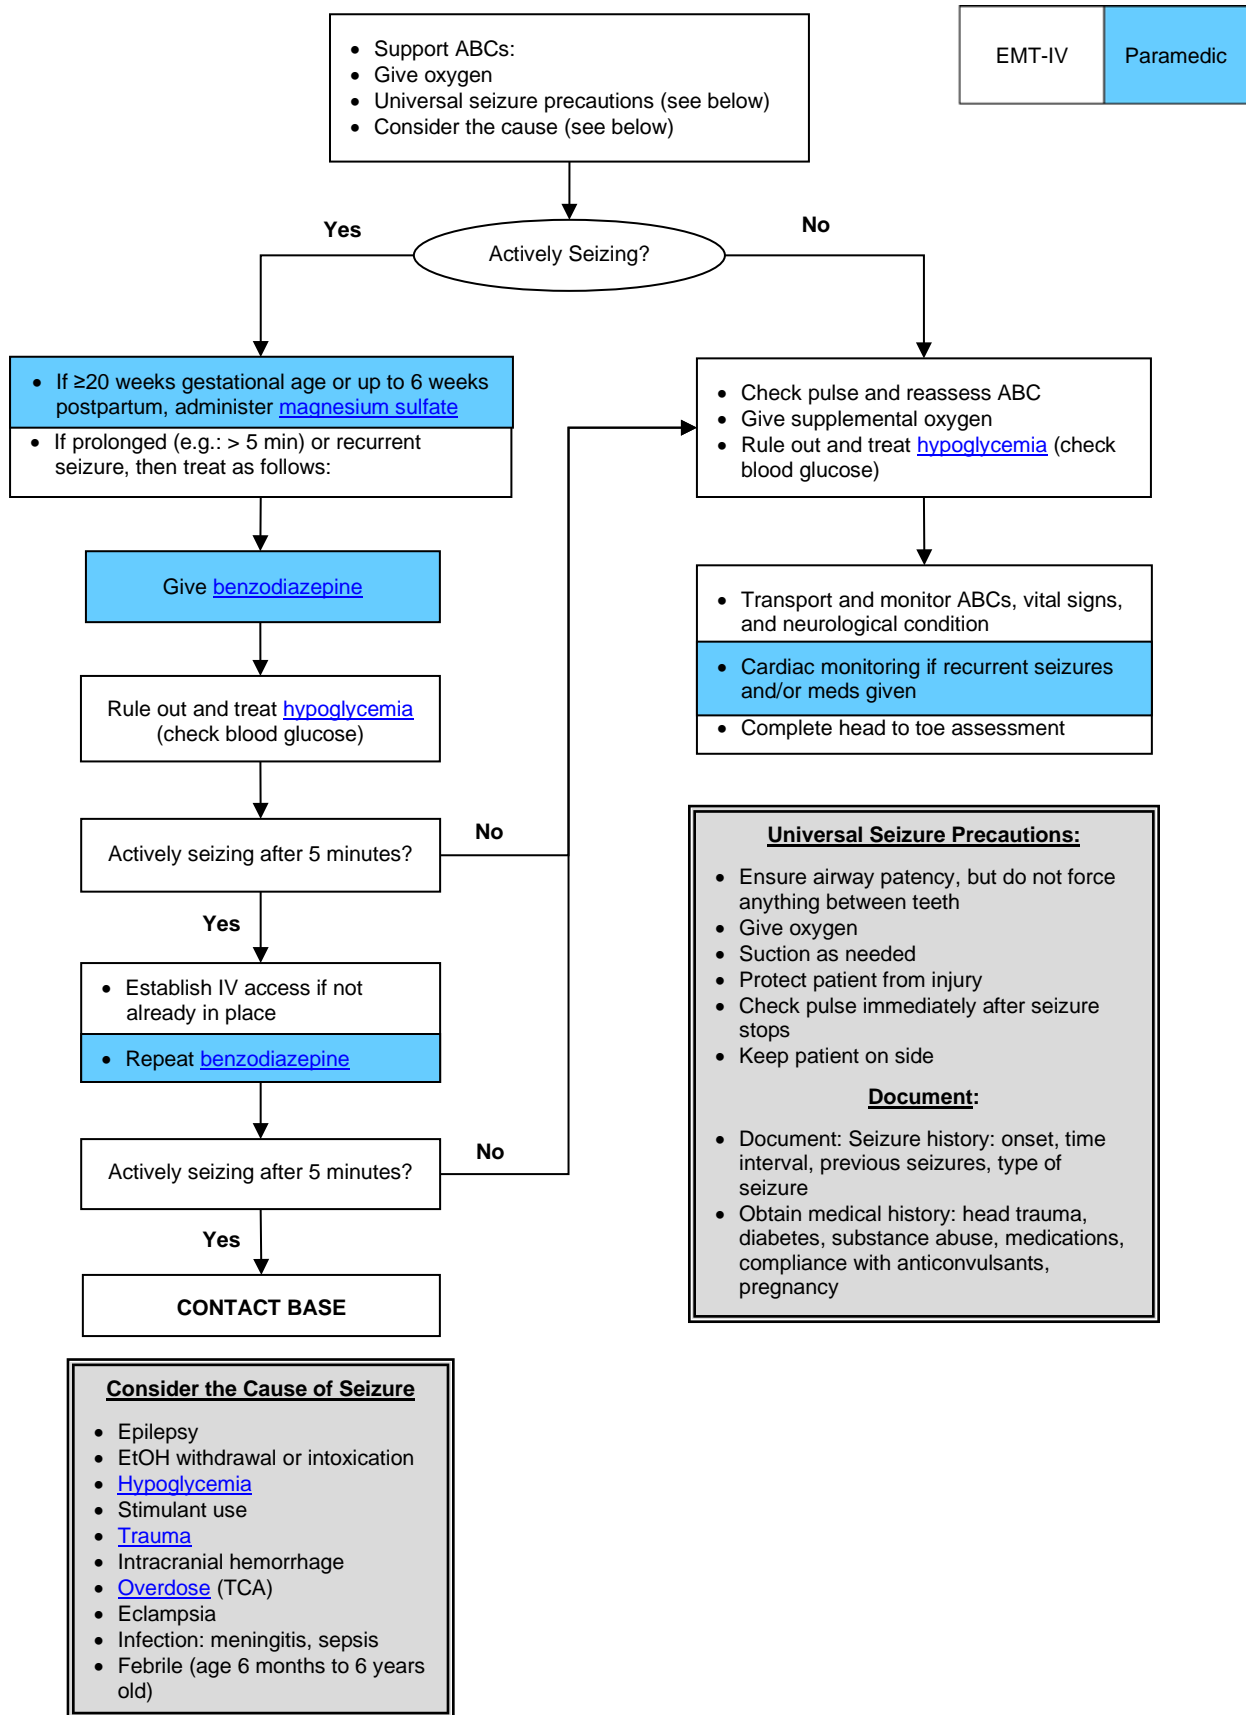 • Support ABCs:
• Give oxygen
• Universal seizure precautions (see below)
• Consider the cause (see below)
EMT-IV
Paramedic
Yes
No
Actively Seizing?
• If ≥20 weeks gestational age or up to 6 weeks
postpartum, administer magnesium sulfate
• If prolonged (e.g.: > 5 min) or recurrent
seizure, then treat as follows:
• Check pulse and reassess ABC
• Give supplemental oxygen
• Rule out and treat hypoglycemia (check
blood glucose)
Give benzodiazepine
• Transport and monitor ABCs, vital signs,
and neurological condition
• Cardiac monitoring if recurrent seizures
and/or meds given
• Complete head to toe assessment
Rule out and treat hypoglycemia
(check blood glucose)
Actively seizing after 5 minutes?
No
Yes
• Establish IV access if not
already in place
• Repeat benzodiazepine
Actively seizing after 5 minutes?
No
Yes
CONTACT BASE
Universal Seizure Precautions:
• Ensure airway patency, but do not force
anything between teeth
• Give oxygen
• Suction as needed
• Protect patient from injury
• Check pulse immediately after seizure
stops
• Keep patient on side
Document:
• Document: Seizure history: onset, time
interval, previous seizures, type of
seizure
• Obtain medical history: head trauma,
diabetes, substance abuse, medications,
compliance with anticonvulsants,
pregnancy
Consider the Cause of Seizure
• Epilepsy
• EtOH withdrawal or intoxication
• Hypoglycemia
• Stimulant use
• Trauma
• Intracranial hemorrhage
• Overdose (TCA)
• Eclampsia
• Infection: meningitis, sepsis
• Febrile (age 6 months to 6 years
old)